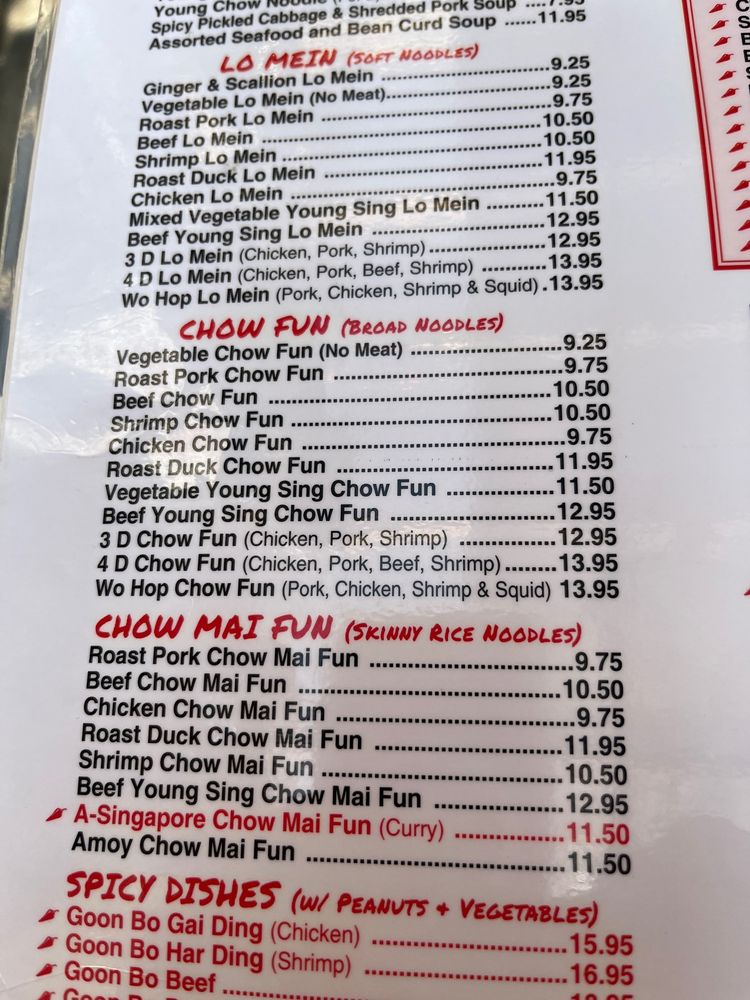 Young Chow Noodle
Spicy Pickled Cabbage & Shredded Pork Soup ....7.95
Assorted Seafood and Bean Curd Soup ......11.95
LO MEIN (SOFT NOODLES)
Ginger & Scallion Lo Mein ..........9.25
Vegetable Lo Mein (No Meat)..........9.25
Roast Pork Lo Mein ..........9.75
Beef Lo Mein ..........10.50
Shrimp Lo Mein ..........10.50
Roast Duck Lo Mein ..........11.95
Chicken Lo Mein ..........9.75
Mixed Vegetable Young Sing Lo Mein ..........11.50
Beef Young Sing Lo Mein ..........12.95
3 D Lo Mein (Chicken, Pork, Shrimp)..........12.95
4 D Lo Mein (Chicken, Pork, Beef, Shrimp) ..........13.95
Wo Hop Lo Mein (Pork, Chicken, Shrimp & Squid).13.95
CHOW FUN (BROAD NOODLES)
Vegetable Chow Fun (No Meat) ..........9.25
Roast Pork Chow Fun ..........9.75
Beef Chow Fun ..........10.50
Shrimp Chow Fun ..........10.50
Chicken Chow Fun ..........9.75
Roast Duck Chow Fun ..........11.95
Vegetable Young Sing Chow Fun ..........11.50
Beef Young Sing Chow Fun ..........12.95
3 D Chow Fun (Chicken, Pork, Shrimp) ..........12.95
4 D Chow Fun (Chicken, Pork, Beef, Shrimp)........13.95
Wo Hop Chow Fun (Pork, Chicken, Shrimp & Squid) 13.95
CHOW MAI FUN (SKINNY RICE NOODLES)
Roast Pork Chow Mai Fun ..........9.75
Beef Chow Mai Fun ..........10.50
Chicken Chow Mai Fun ..........9.75
Roast Duck Chow Mai Fun ..........11.95
Shrimp Chow Mai Fun ..........10.50
Beef Young Sing Chow Mai Fun ..........12.95
A-Singapore Chow Mai Fun (Curry) ..........11.50
Amoy Chow Mai Fun ..........11.50
SPICY DISHES (W/ PEANUTS + VEGETABLES)
Goon Bo Gai Ding (Chicken) ..........15.95
Goon Bo Har Ding (Shrimp) ..........16.95
Goon Bo Beef ..........